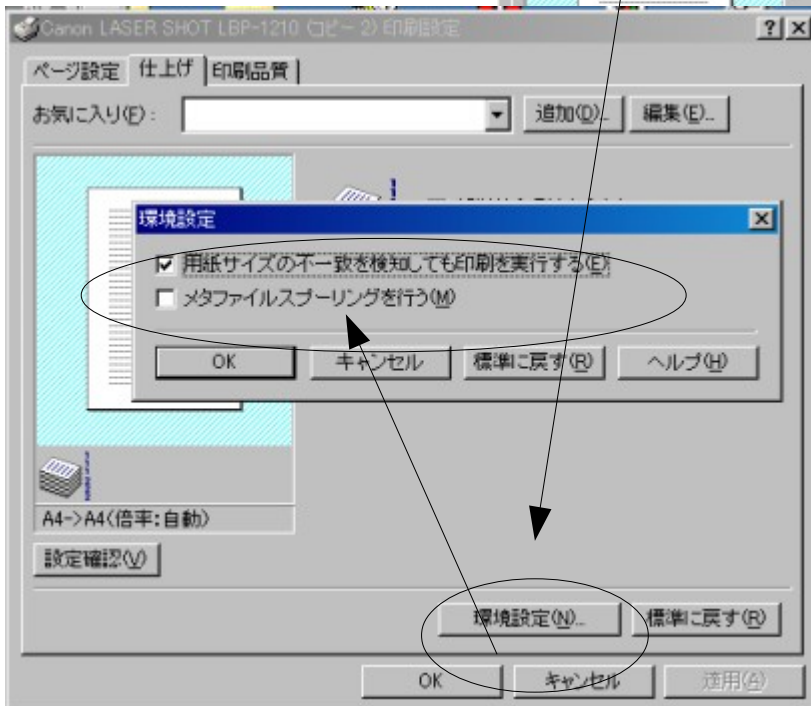 Canon LASER SHOT LBP-1210 (コピー 2) 印刷設定
ページ設定 仕上げ 印刷品質
お気に入り(F): 追加(D)... 編集(E)...
環境設定
用紙サイズの不一致を検知しても印刷を実行する(E)
メタファイルスプーリングを行う(M)
OK キャンセル 標準に戻す(R) ヘルプ(H)
A4->A4(倍率:自動)
設定確認(V)
環境設定(N)... 標準に戻す(R)
OK キャンセル 適用(A)